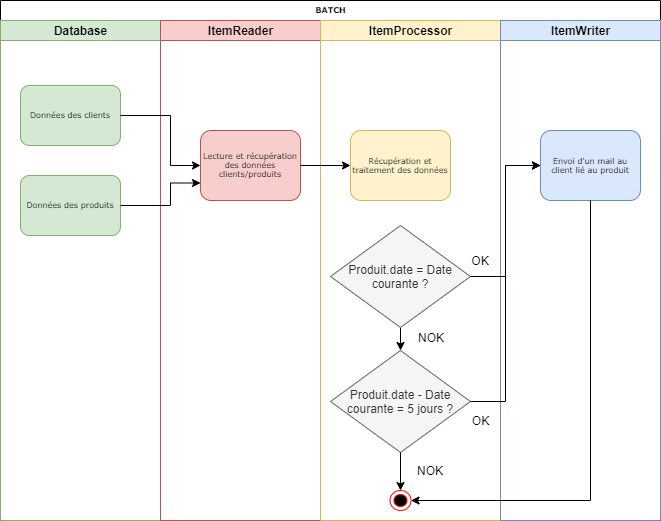 BATCH
Database
ItemReader
ItemProcessor
ItemWriter
Données des clients
Données des produits
Lecture et récupération
des données
clients/produits
Récupération et
traitement des données
Envoi d'un mail au
client lié au produit
Produit.date = Date
courante ?
OK
NOK
Produit.date - Date
courante = 5 jours ?
OK
NOK